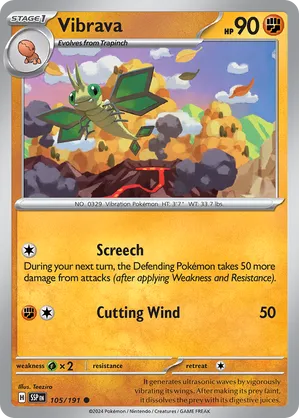 STAGE 1 Vibrava HP 90
Evolves from Trapinch
NO. 0329 Vibration Pokémon HT: 3'7" WT: 33.7 lbs.
Screech
During your next turn, the Defending Pokémon takes 50 more
damage from attacks (after applying Weakness and Resistance).
Cutting Wind 50
weakness ×2 resistance retreat
Illus. Teeziro
H SSP EN 105/191
It generates ultrasonic waves by vigorously
flapping its wings. After making its prey faint,
it dissolves the prey with its digestive juices.
©2024 Pokémon / Nintendo / Creatures / GAME FREAK